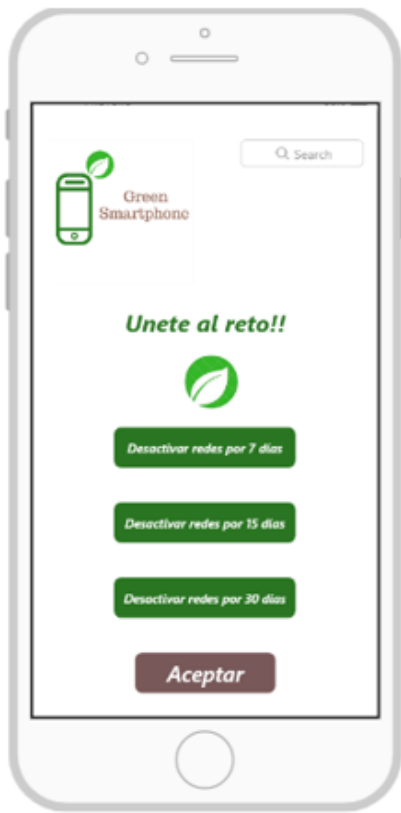 Search
Green
Smartphone
Unete al reto!!
Desactivar redes por 7 días
Desactivar redes por 15 días
Desactivar redes por 30 días
Aceptar